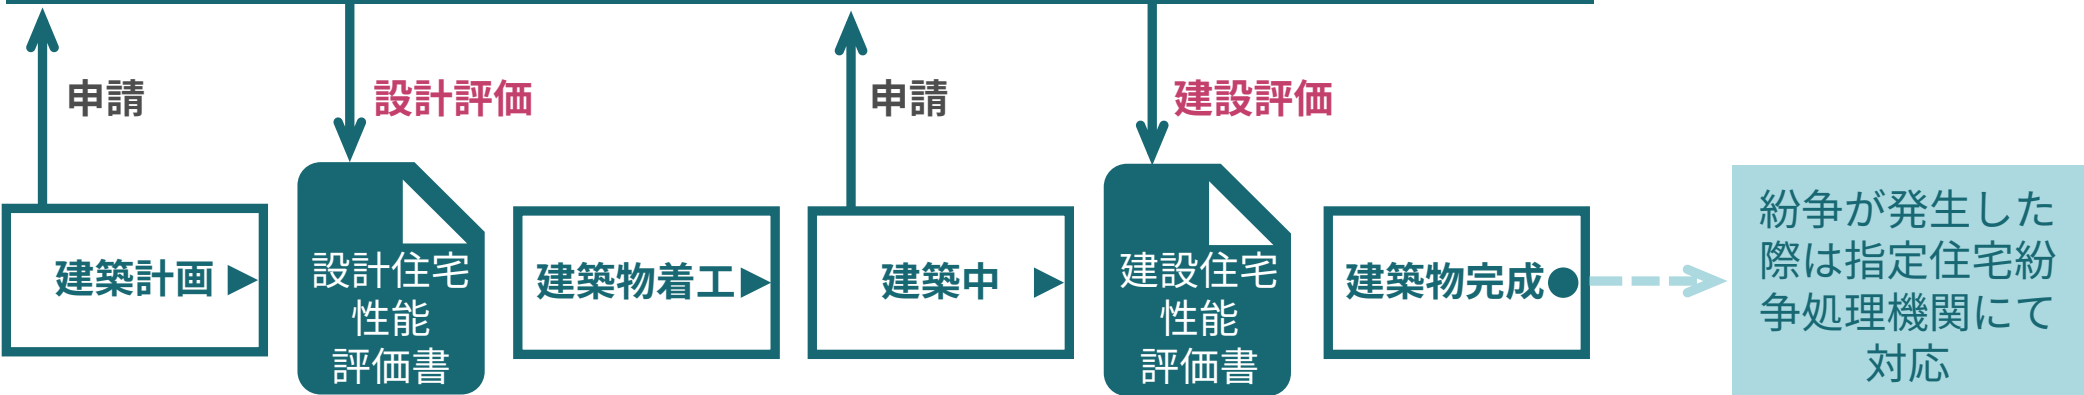 申請
設計評価
申請
建設評価
建築計画
設計住宅
性能
評価書
建築物着工
建築中
建設住宅
性能
評価書
建築物完成
紛争が発生した
際は指定住宅紛
争処理機関にて
対応